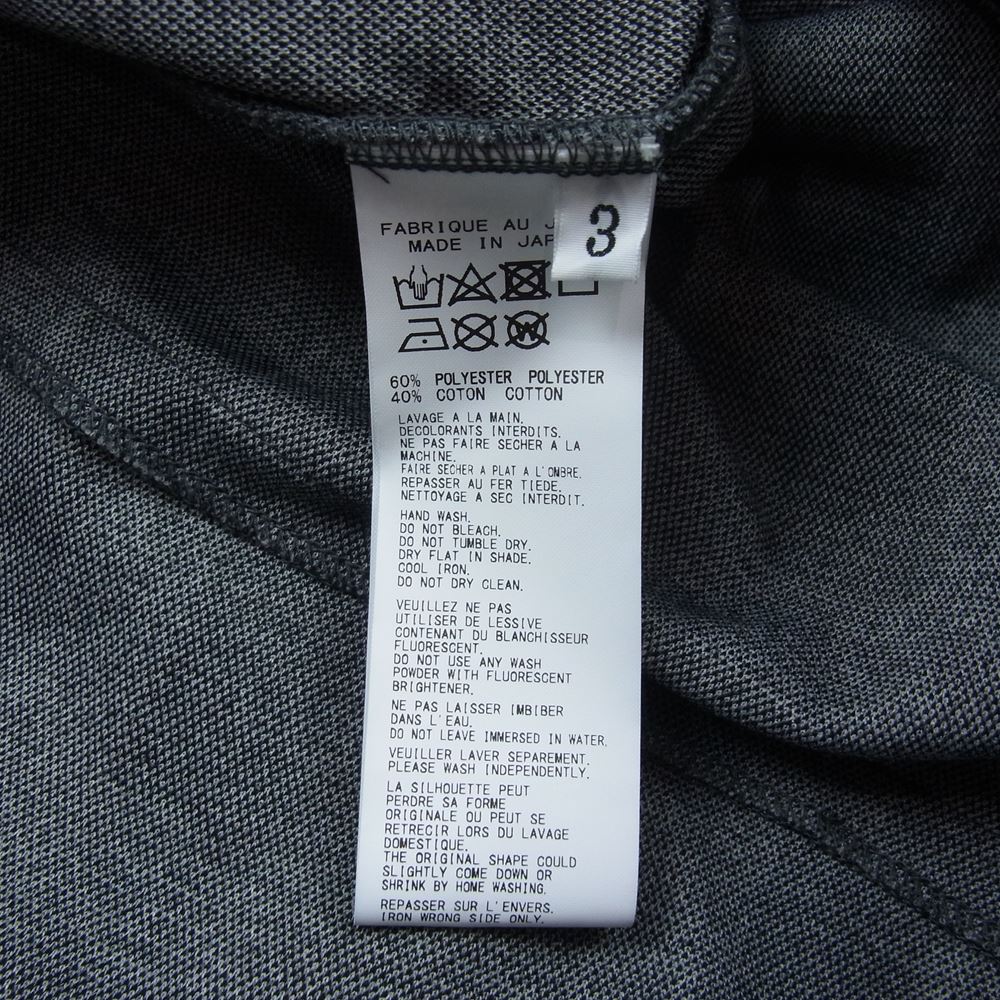 3
FABRIQUE AU
MADE IN
W
60% POLYESTER POLYESTER
40% COTON COTTON
LAVAGE A LA MAIN.
DECOLORANTS INTERDITS.
NE PAS FAIRE SECHER A LA
MACHINE.
FAIRE SECHER A PLAT A L'OMBRE.
REPASSER AU FER TIEDE.
NETTOYAGE A SEC INTERDIT.
HAND WASH.
DO NOT BLEACH.
DO NOT TUMBLE DRY.
DRY FLAT IN SHADE.
COOL IRON.
DO NOT DRY CLEAN.
VEUILLEZ NE PAS
UTILISER DE LESSIVE
CONTENANT DU BLANCHISSEUR
FLUORESCENT.
DO NOT USE ANY WASH
POWDER WITH FLUORESCENT
BRIGHTENER.
NE PAS LAISSER IMBIBER
DANS L'EAU.
DO NOT LEAVE IMMERSED IN WATER.
VEUILLER LAVER SEPAREMENT.
PLEASE WASH INDEPENDENTLY.
LA SILHOUETTE PEUT
PERDRE SA FORME
ORIGINALE OU PEUT SE
RETRECIR LORS DU LAVAGE
DOMESTIQUE.
THE ORIGINAL SHAPE COULD
SLIGHTLY COME DOWN OR
SHRINK BY HOME WASHING.
REPASSER SUR L'ENVERS.
IRON WRONG SIDE ONLY.